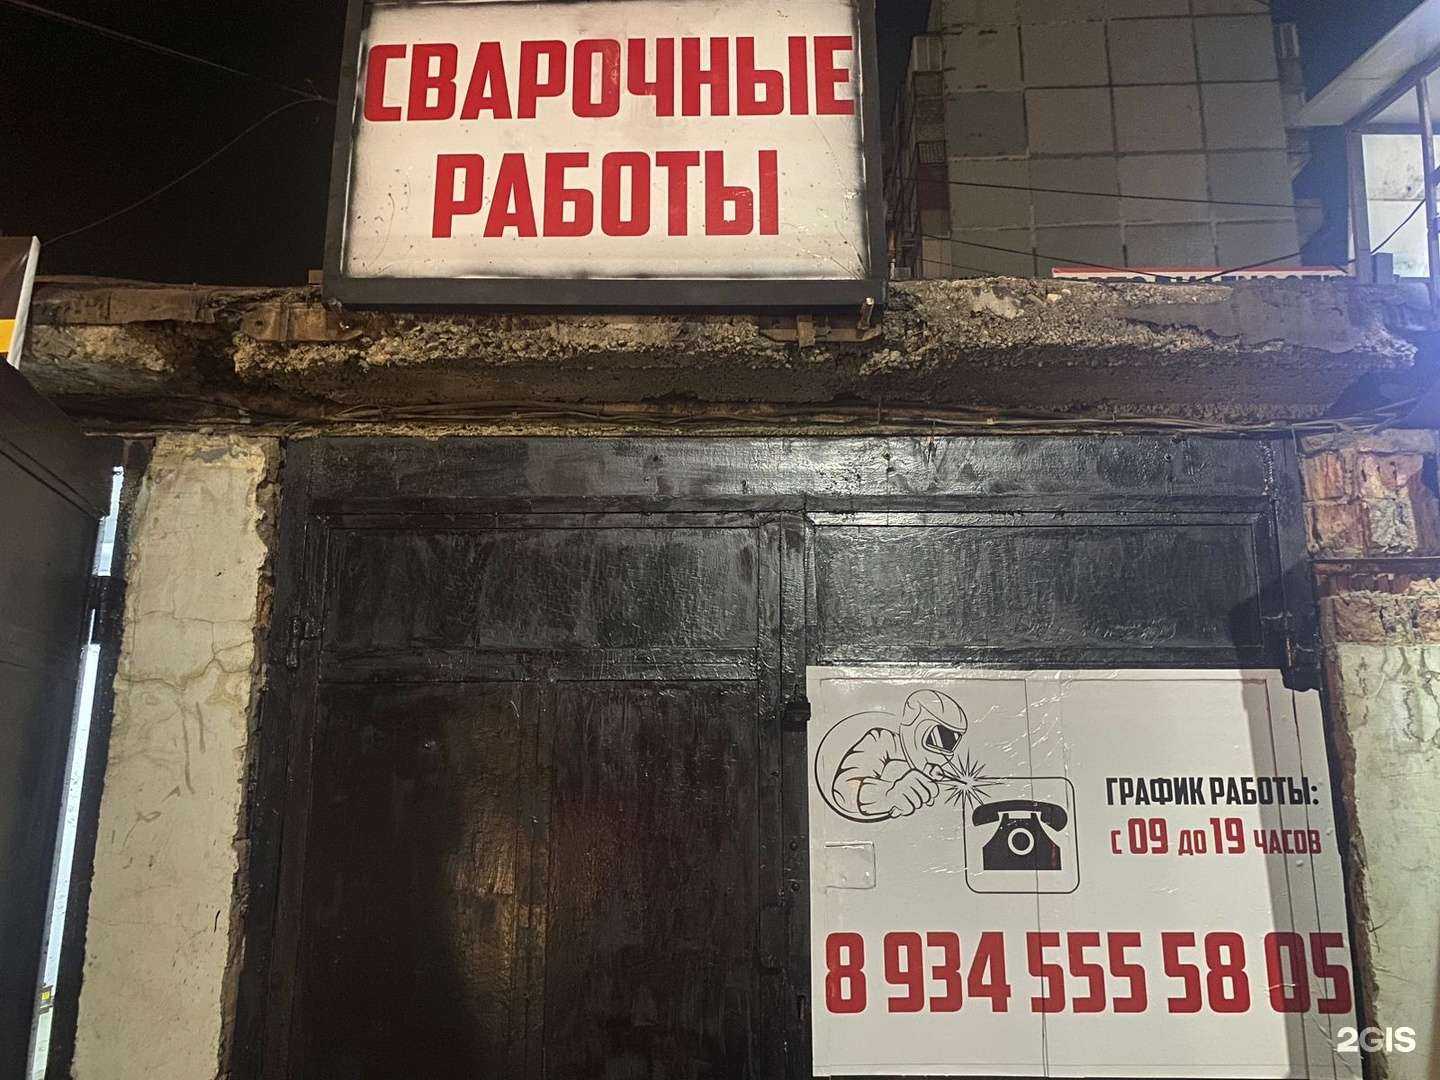 СВАРОЧНЫЕ
РАБОТЫ
ГРАФИК РАБОТЫ:
С 09 ДО 19 ЧАСОВ
8 934 555 58 05
2GIS